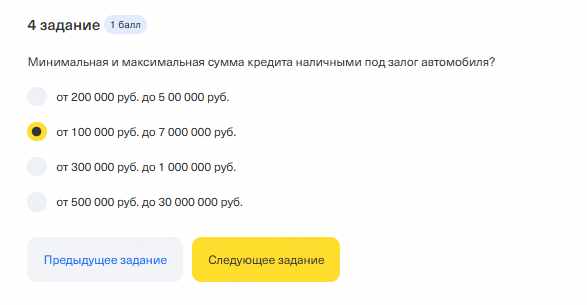 4 задание 1 балл
Минимальная и максимальная сумма кредита наличными под залог автомобиля?
от 200 000 руб. до 5 00 000 руб.
от 100 000 руб. до 7 000 000 руб.
от 300 000 руб. до 1 000 000 руб.
от 500 000 руб. до 30 000 000 руб.
Предыдущее задание Следующее задание